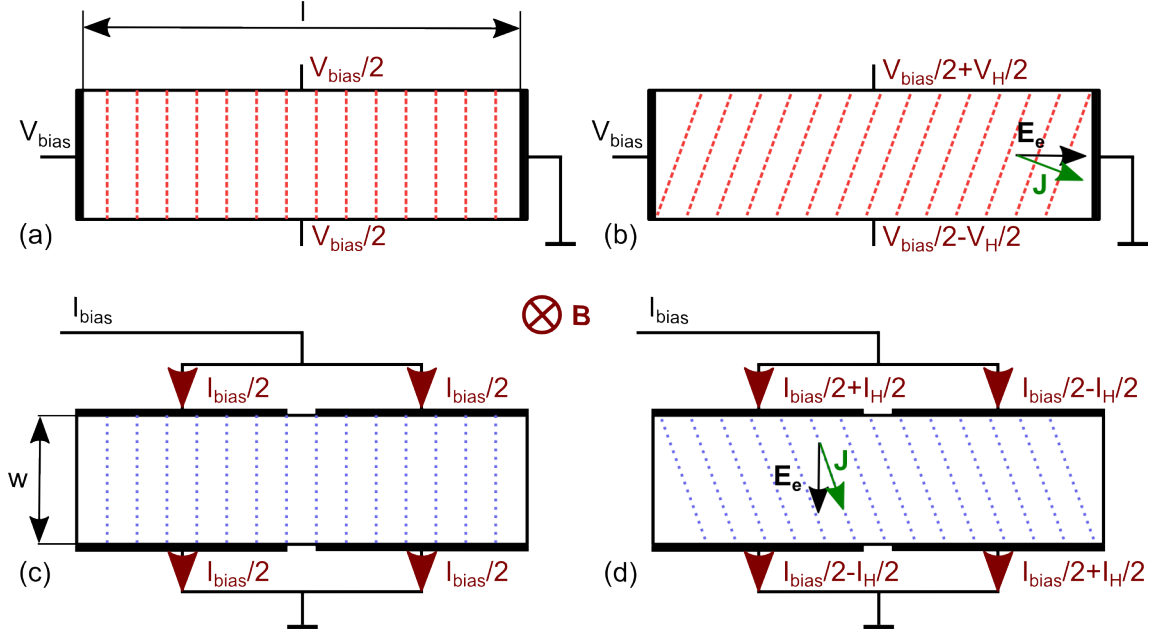 l
V_bias/2
V_bias
V_bias/2
(a)
V_bias/2+V_H/2
V_bias
E_e
J
V_bias/2-V_H/2
(b)
I_bias
B
I_bias
I_bias/2 I_bias/2
w
I_bias/2 I_bias/2
(c)
I_bias/2+I_H/2 I_bias/2-I_H/2
J
E_e
I_bias/2-I_H/2 I_bias/2+I_H/2
(d)